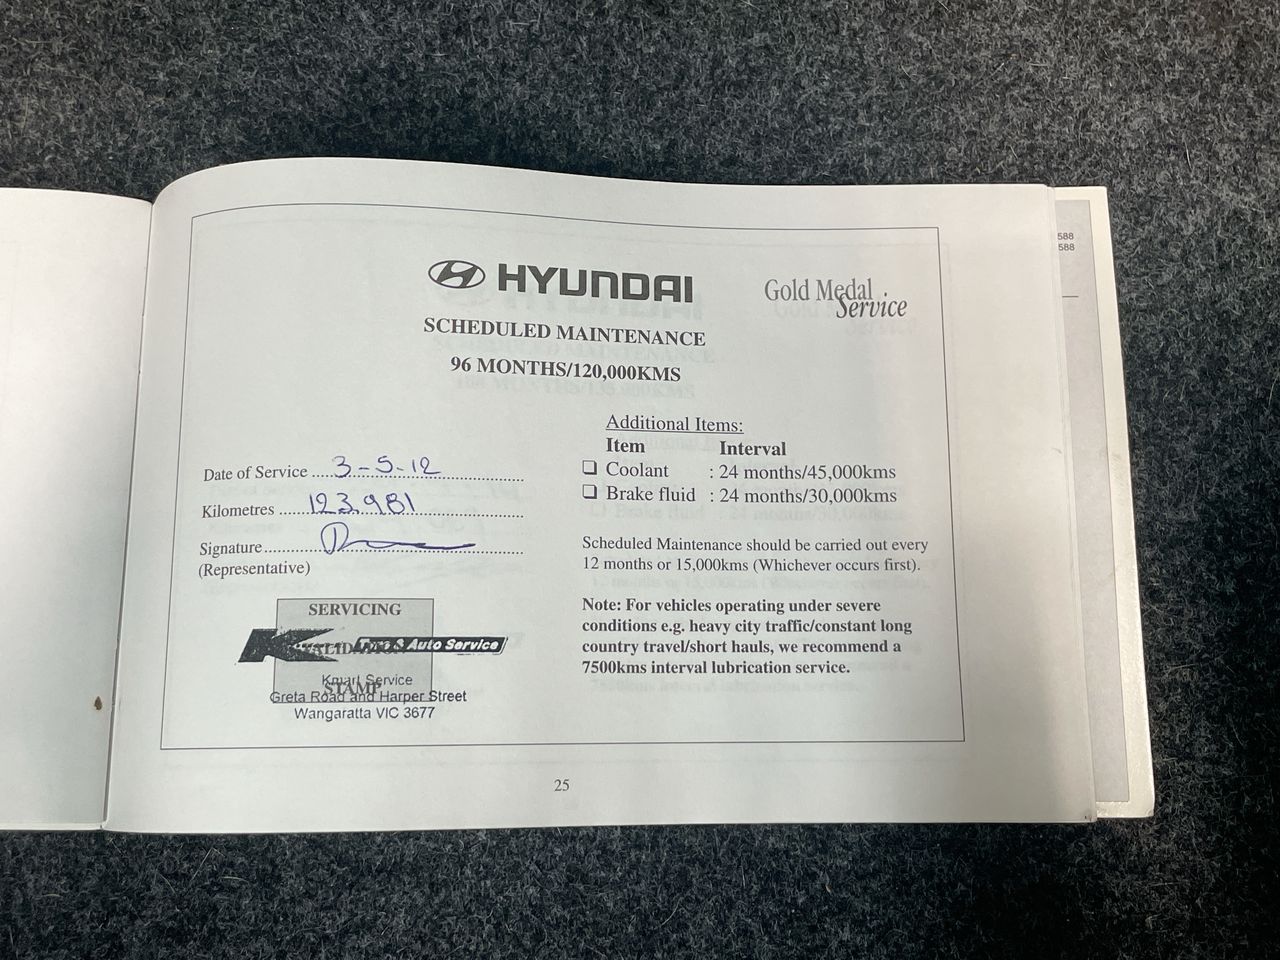 HYUNDAI
Gold Medal
Service
SCHEDULED MAINTENANCE
96 MONTHS/120,000KMS
Date of Service .... 3-5-12
Kilometres .... 123,981
Signature....
(Representative)
SERVICING
VALIDATION
STAMP
K Tyre & Auto Service
Kmart Service
Greta Road and Harper Street
Wangaratta VIC 3677
Additional Items:
Item Interval
❑ Coolant : 24 months/45,000kms
❑ Brake fluid : 24 months/30,000kms
Scheduled Maintenance should be carried out every
12 months or 15,000kms (Whichever occurs first).
Note: For vehicles operating under severe
conditions e.g. heavy city traffic/constant long
country travel/short hauls, we recommend a
7500kms interval lubrication service.
25
588
588